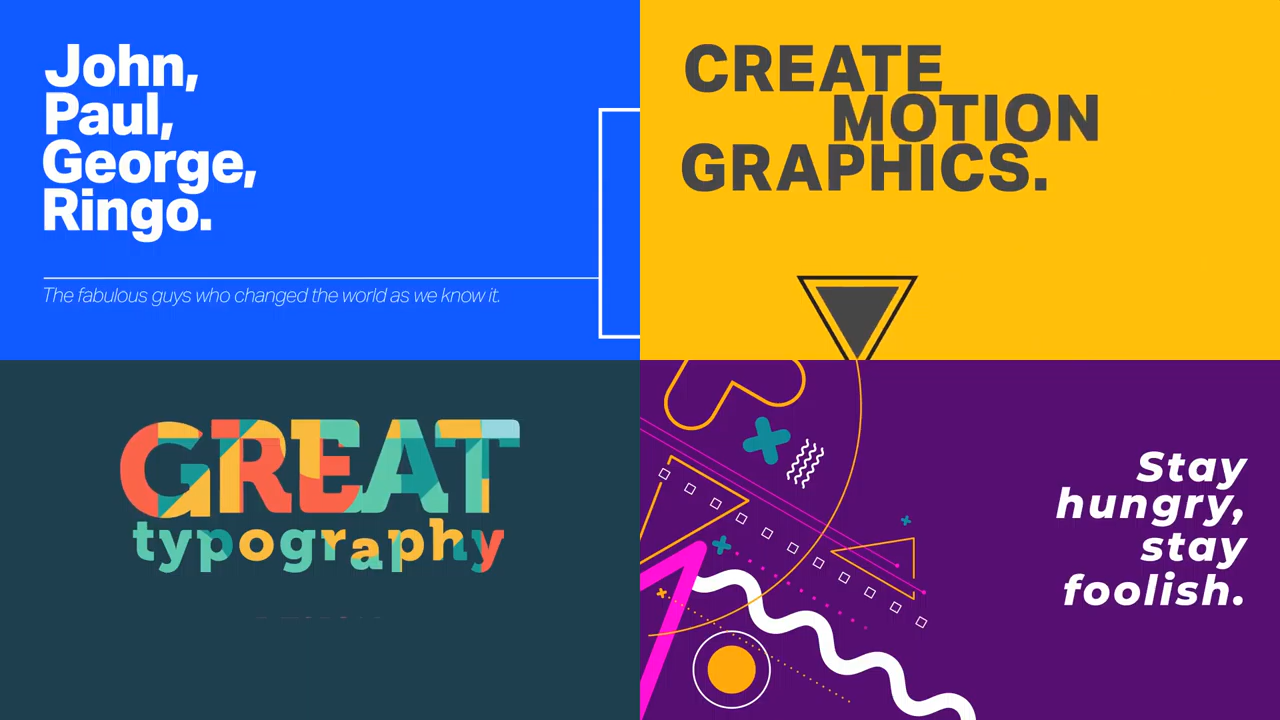 John,
Paul,
George,
Ringo.
The fabulous guys who changed the world as we know it.
CREATE
MOTION
GRAPHICS.
GREAT
typography
Stay
hungry,
stay
foolish.